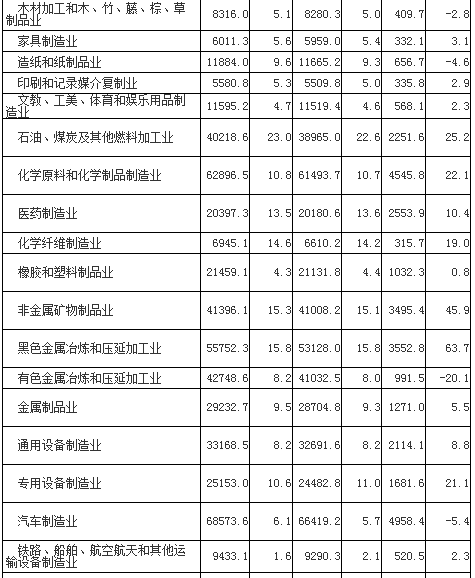 木材加工和木、竹、藤、棕、草制品业 8316.0 5.1 8280.3 5.0 409.7 -2.8
家具制造业 6011.3 5.6 5959.0 5.4 332.1 3.1
造纸和纸制品业 11884.0 9.6 11665.2 9.3 656.7 -4.6
印刷和记录媒介复制业 5580.8 5.3 5509.8 5.0 335.8 2.9
文教、工美、体育和娱乐用品制造业 11595.2 4.7 11519.4 4.6 568.1 2.3
石油、煤炭及其他燃料加工业 40218.6 23.0 38965.0 22.6 2251.6 25.2
化学原料和化学制品制造业 62896.5 10.8 61493.7 10.7 4545.8 22.1
医药制造业 20397.3 13.5 20180.6 13.6 2553.9 10.4
化学纤维制造业 6945.1 14.6 6610.2 14.2 315.7 19.0
橡胶和塑料制品业 21459.1 4.3 21131.8 4.4 1032.3 0.8
非金属矿物制品业 41396.1 15.3 41008.2 15.1 3495.4 45.9
黑色金属冶炼和压延加工业 55752.3 15.8 53128.0 15.8 3552.8 63.7
有色金属冶炼和压延加工业 42748.6 8.2 41032.5 8.0 991.5 -20.1
金属制品业 29232.7 9.5 28704.8 9.3 1271.0 5.5
通用设备制造业 33168.5 8.2 32691.6 8.2 2114.1 8.8
专用设备制造业 25153.0 10.6 24482.8 11.0 1681.6 21.1
汽车制造业 68573.6 6.1 66419.2 5.7 4958.4 -5.4
铁路、船舶、航空航天和其他运输设备制造业 9433.1 1.6 9290.3 2.1 520.5 2.3